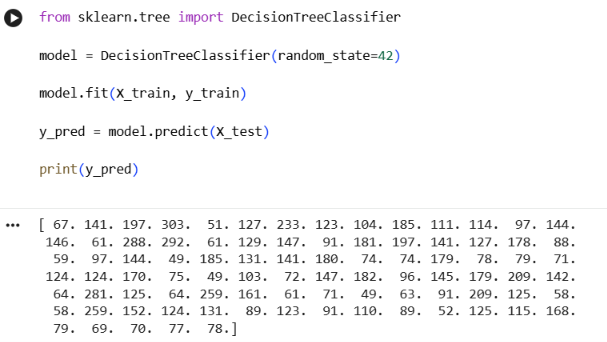 from sklearn.tree import DecisionTreeClassifier
model = DecisionTreeClassifier(random_state=42)
model.fit(X_train, y_train)
y_pred = model.predict(X_test)
print(y_pred)
[ 67. 141. 197. 303.  51. 127. 233. 123. 104. 185. 111. 114.  97. 144.
146.  61. 288. 292.  61. 129. 147.  91. 181. 197. 141. 127. 178.  88.
59.  97. 144.  49. 185. 131. 141. 180.  74.  74. 179.  78.  79.  71.
124. 124. 170.  75.  49. 103.  72. 147. 182.  96. 145. 179. 209. 142.
64. 281. 125.  64. 259. 161.  61.  71.  49.  63.  91. 209. 125.  58.
58. 259. 152. 124. 131.  89. 123.  91. 110.  89.  52. 125. 115. 168.
79.  69.  70.  77.  78.]